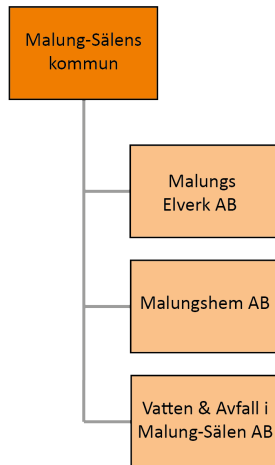 Malung-Sälens
kommun
Malungs
Elverk AB
Malungshem AB
Vatten & Avfall i
Malung-Sälen AB